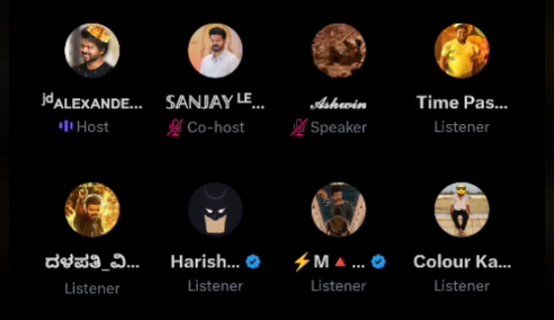 ʲᵈALEXANDE...
𝕊𝔸ℕ𝕁𝔸𝕐 ᴸᴱ...
𝓐𝓼𝓱𝔀𝓲𝓷
Time Pas...
Host
Co-host
Speaker
Listener
ದಳಪತಿ_ವಿ...
Harish...
⚡M🔺...
Colour Ka...
Listener
Listener
Listener
Listener